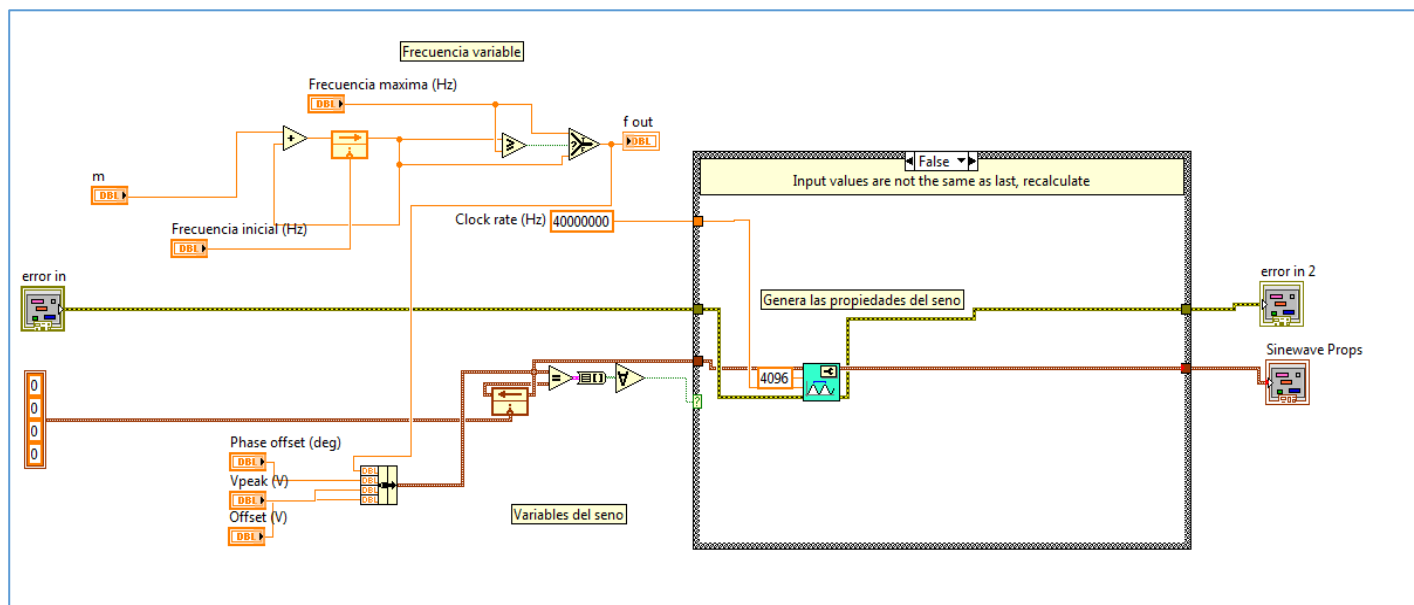 Frecuencia variable
Frecuencia maxima (Hz)
DBL
f out
DBL
+
≥
?
T
F
m
DBL
Frecuencia inicial (Hz)
DBL
Clock rate (Hz) 40000000
False
Input values are not the same as last, recalculate
error in
Genera las propiedades del seno
error in 2
4096
Sinewave Props
0
0
0
0
=
∀
?
Phase offset (deg)
DBL
Vpeak (V)
DBL
Offset (V)
DBL
DBL
DBL
DBL
DBL
Variables del seno